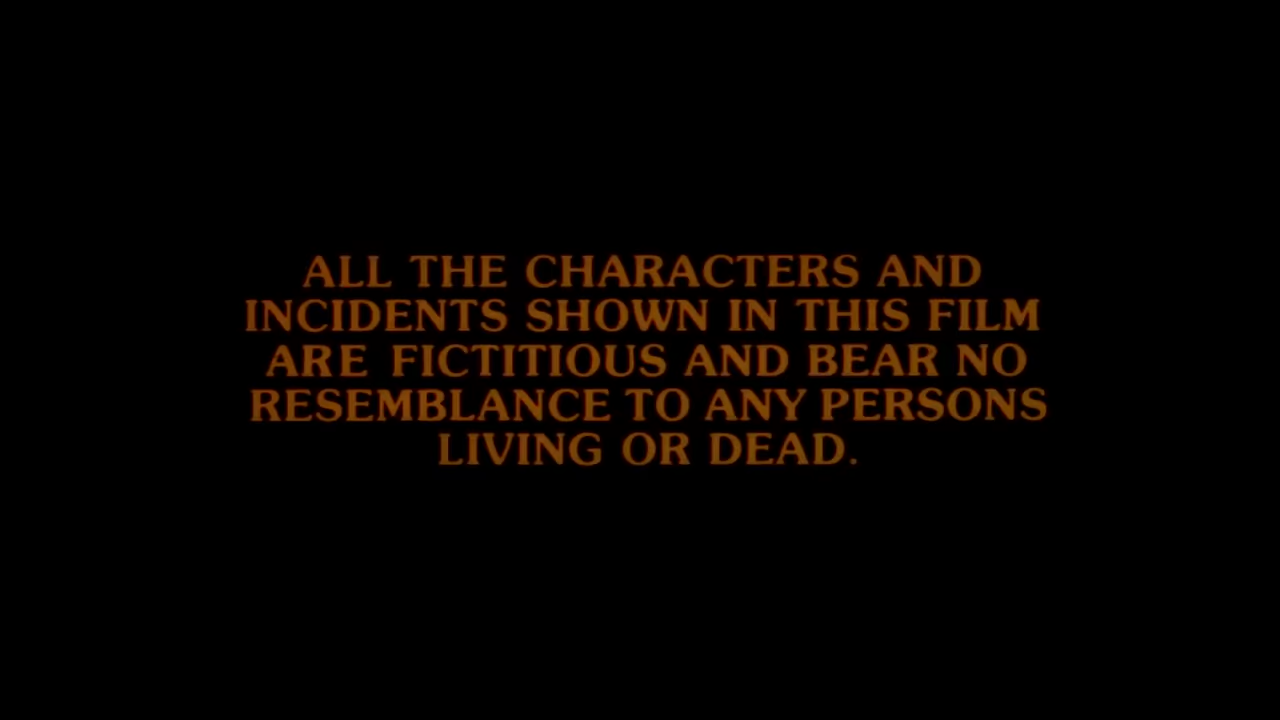 ALL THE CHARACTERS AND
INCIDENTS SHOWN IN THIS FILM
ARE FICTITIOUS AND BEAR NO
RESEMBLANCE TO ANY PERSONS
LIVING OR DEAD.